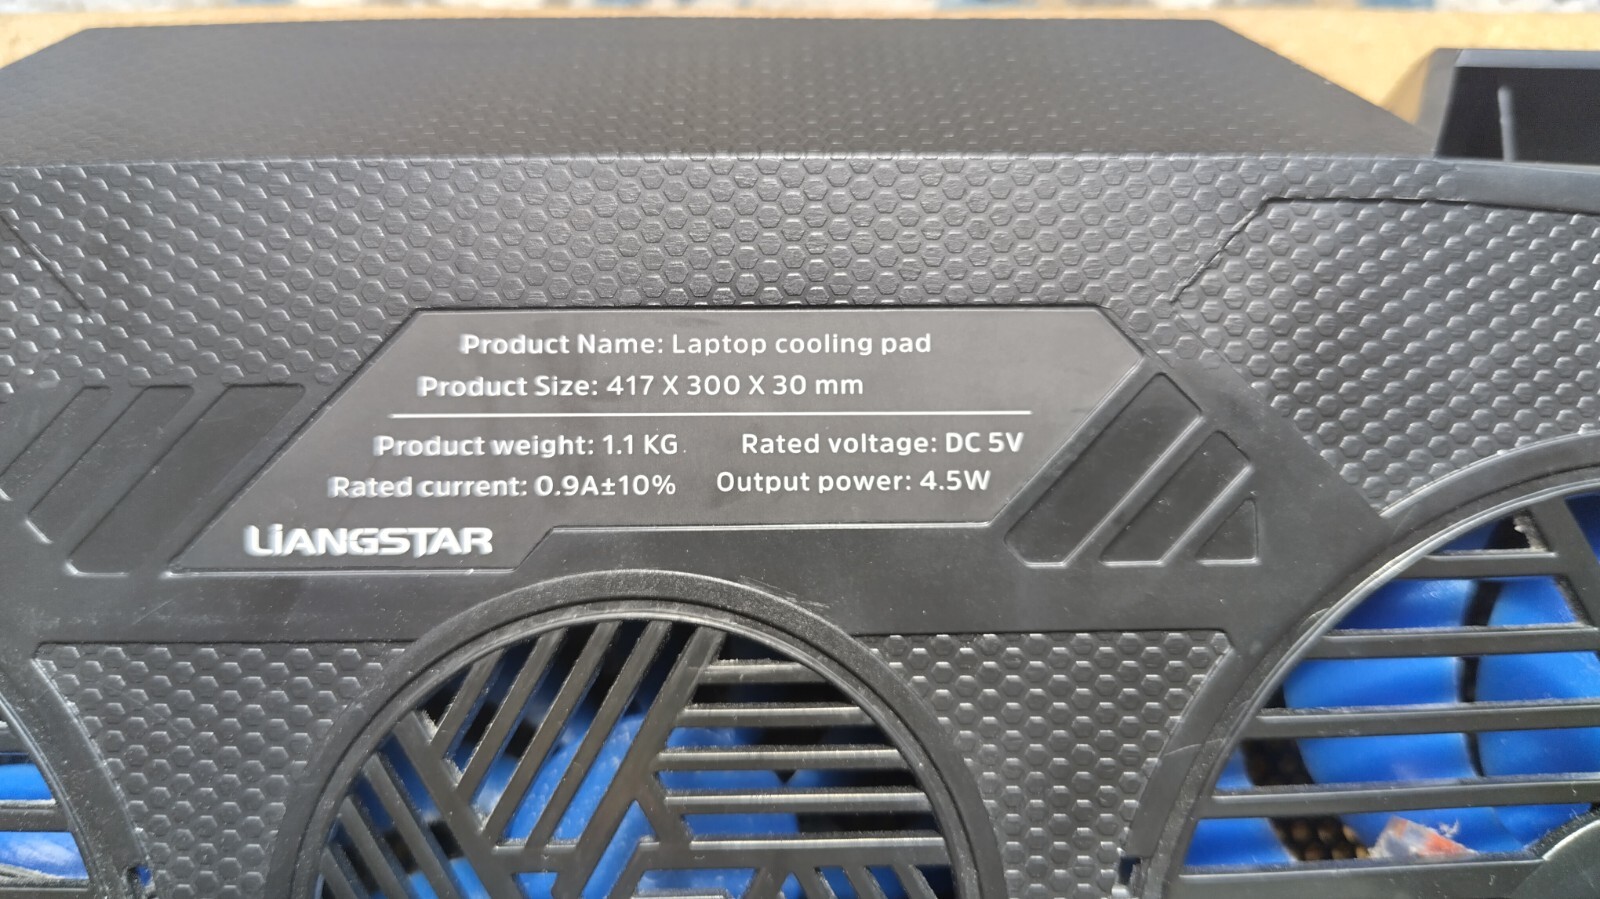 Product Name: Laptop cooling pad
Product Size: 417 X 300 X 30 mm
Product weight: 1.1 KG. Rated voltage: DC 5V
Rated current: 0.9A±10% Output power: 4.5W
LiANGSTAR